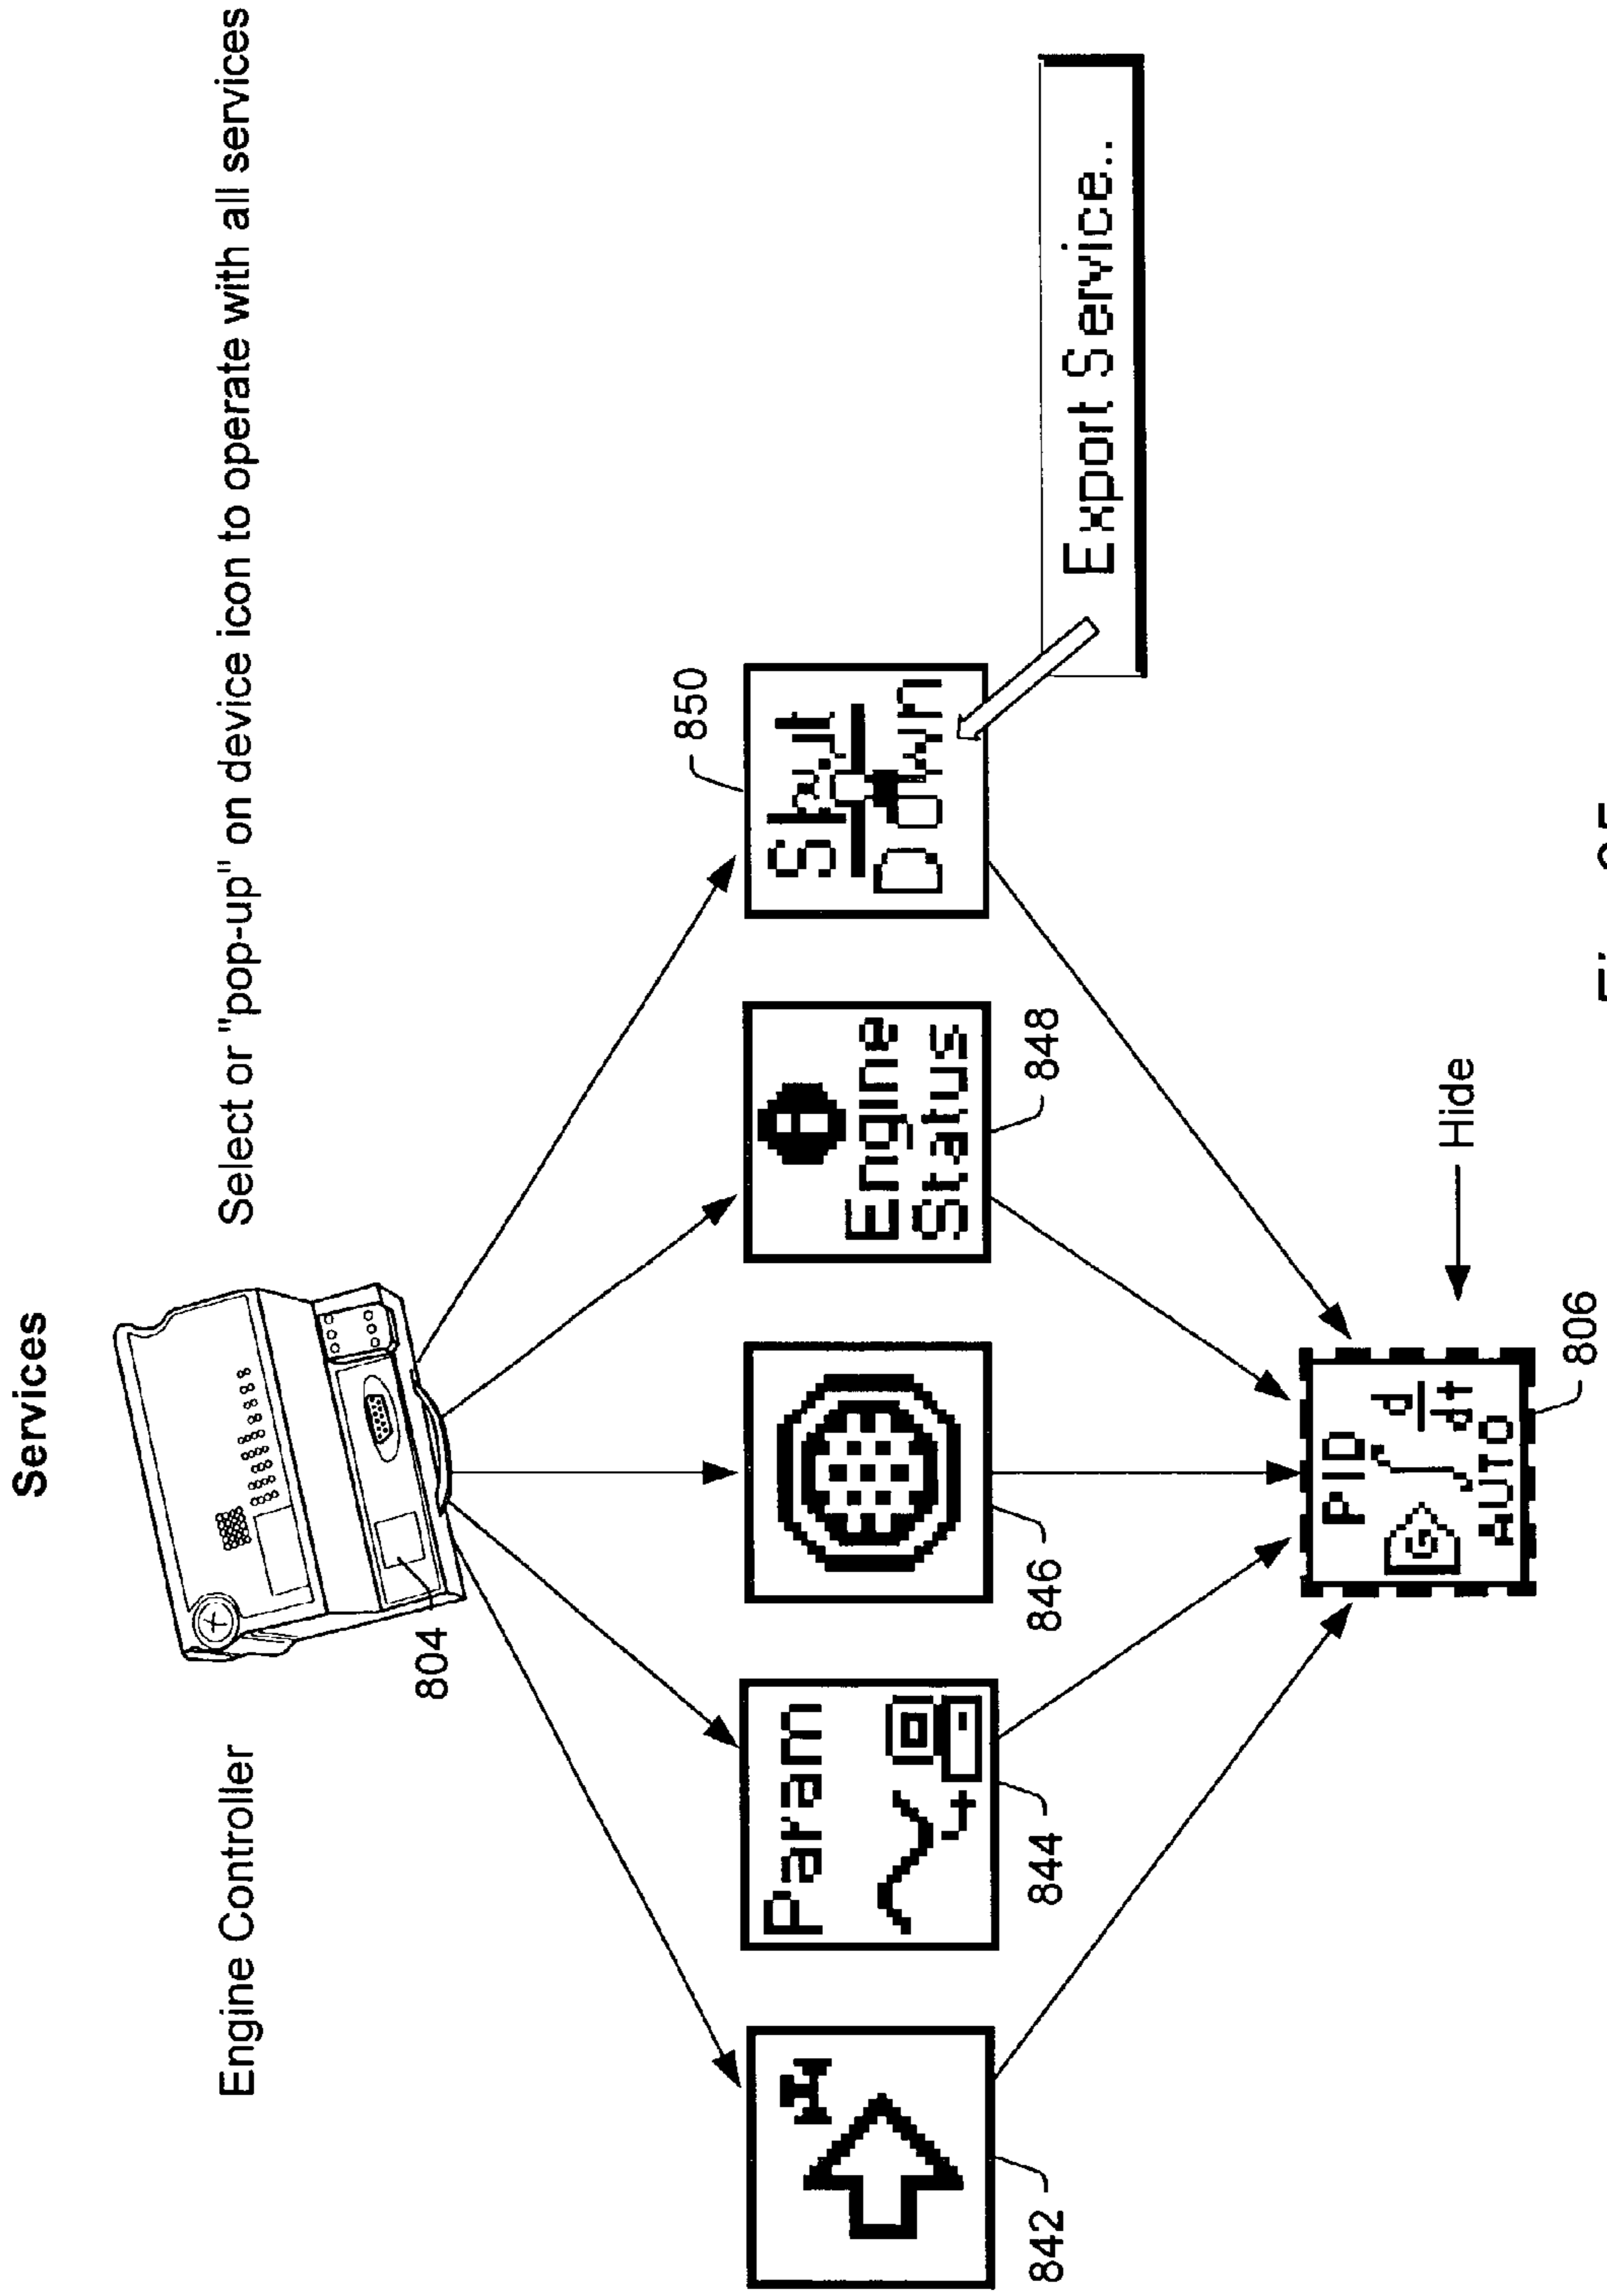 Services
Engine Controller
Select or "pop-up" on device icon to operate with all services
804
850
Param
Engine
Status
Shut
Down
842
844
846
848
Export Service..
PID
G
d
dt
AUTO
Hide
806